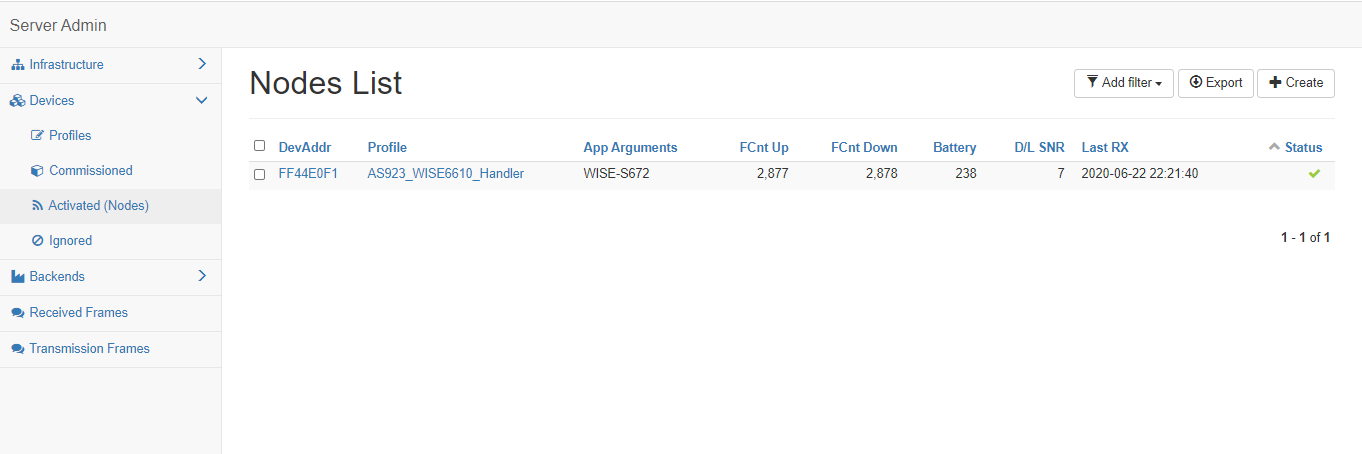 Server Admin
Infrastructure
Devices
Profiles
Commissioned
Activated (Nodes)
Ignored
Backends
Received Frames
Transmission Frames
Nodes List
Add filter Export Create
DevAddr Profile App Arguments FCnt Up FCnt Down Battery D/L SNR Last RX Status
FF44E0F1 AS923_WISE6610_Handler WISE-S672 2,877 2,878 238 7 2020-06-22 22:21:40
1 - 1 of 1